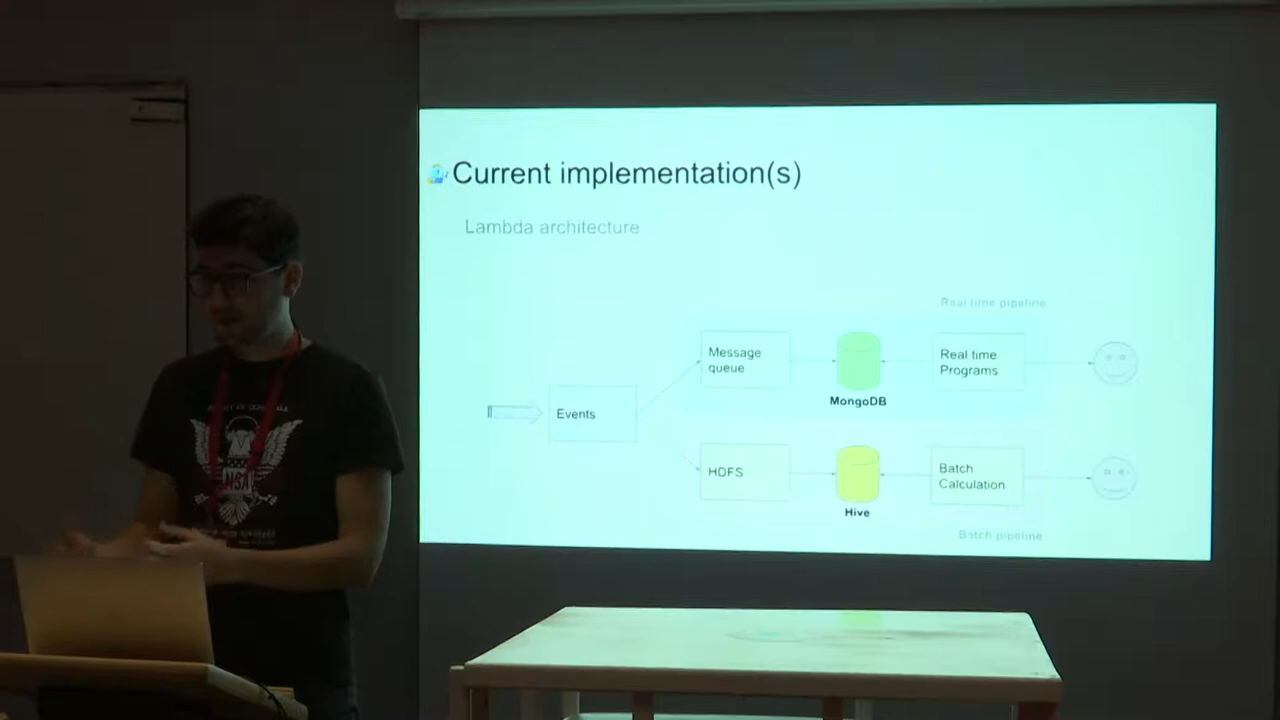 Current implementation(s)
Lambda architecture
Real time pipeline
Message
queue
MongoDB
Real time
Programs
Events
HDFS
Hive
Batch
Calculation
Batch pipeline
NSA